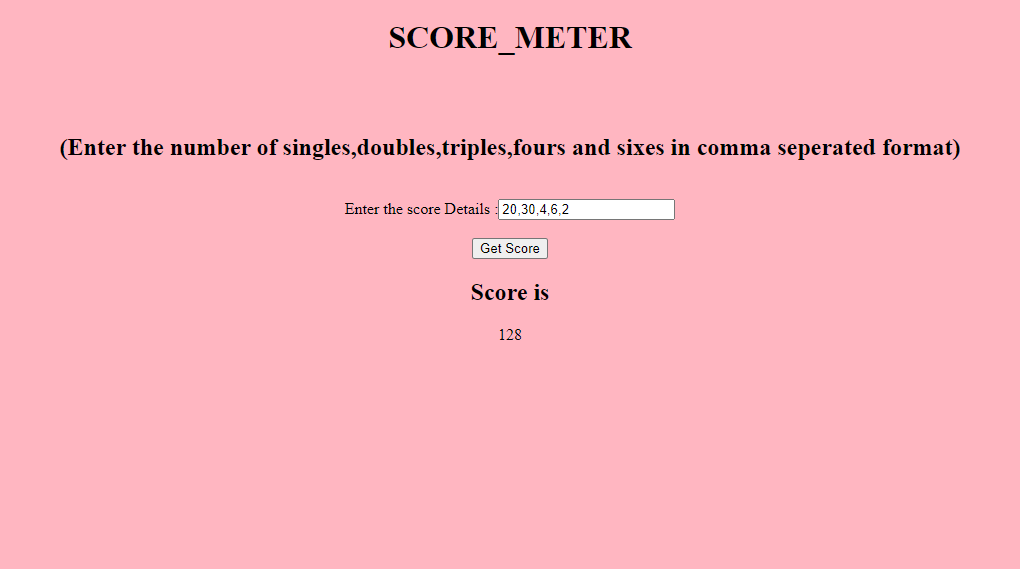 SCORE_METER
(Enter the number of singles,doubles,triples,fours and sixes in comma seperated format)
Enter the score Details :20,30,4,6,2
Get Score
Score is
128